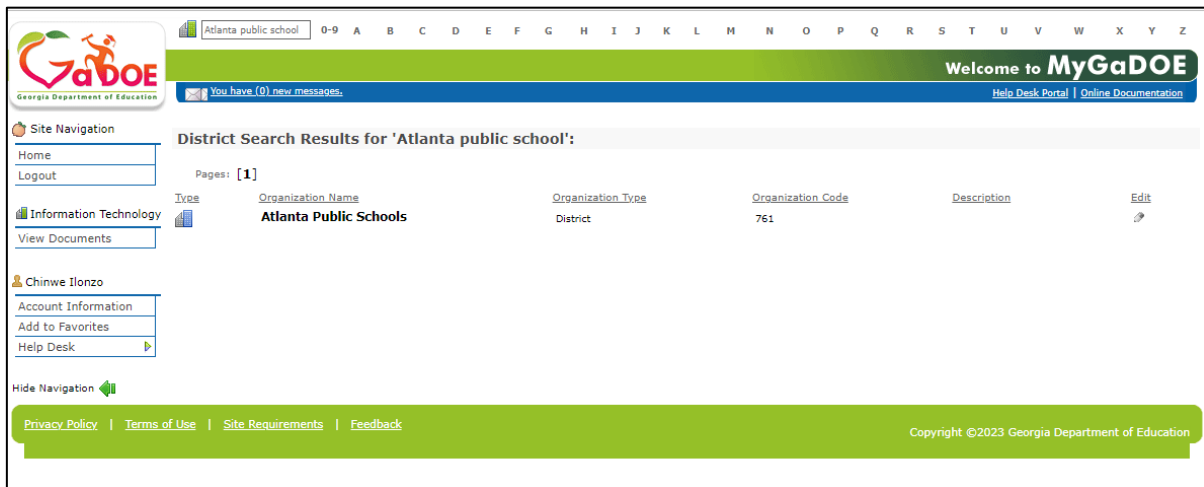 Atlanta public school 0-9 A B C D E F G H I J K L M N O P Q R S T U V W X Y Z
GaDOE
Georgia Department of Education
Welcome to MyGaDOE
You have (0) new messages.
Help Desk Portal | Online Documentation
Site Navigation
Home
Logout
Information Technology
View Documents
Chinwe Ilonzo
Account Information
Add to Favorites
Help Desk
Hide Navigation
District Search Results for 'Atlanta public school':
Pages: [1]
Type Organization Name Organization Type Organization Code Description Edit
Atlanta Public Schools District 761
Privacy Policy | Terms of Use | Site Requirements | Feedback
Copyright ©2023 Georgia Department of Education